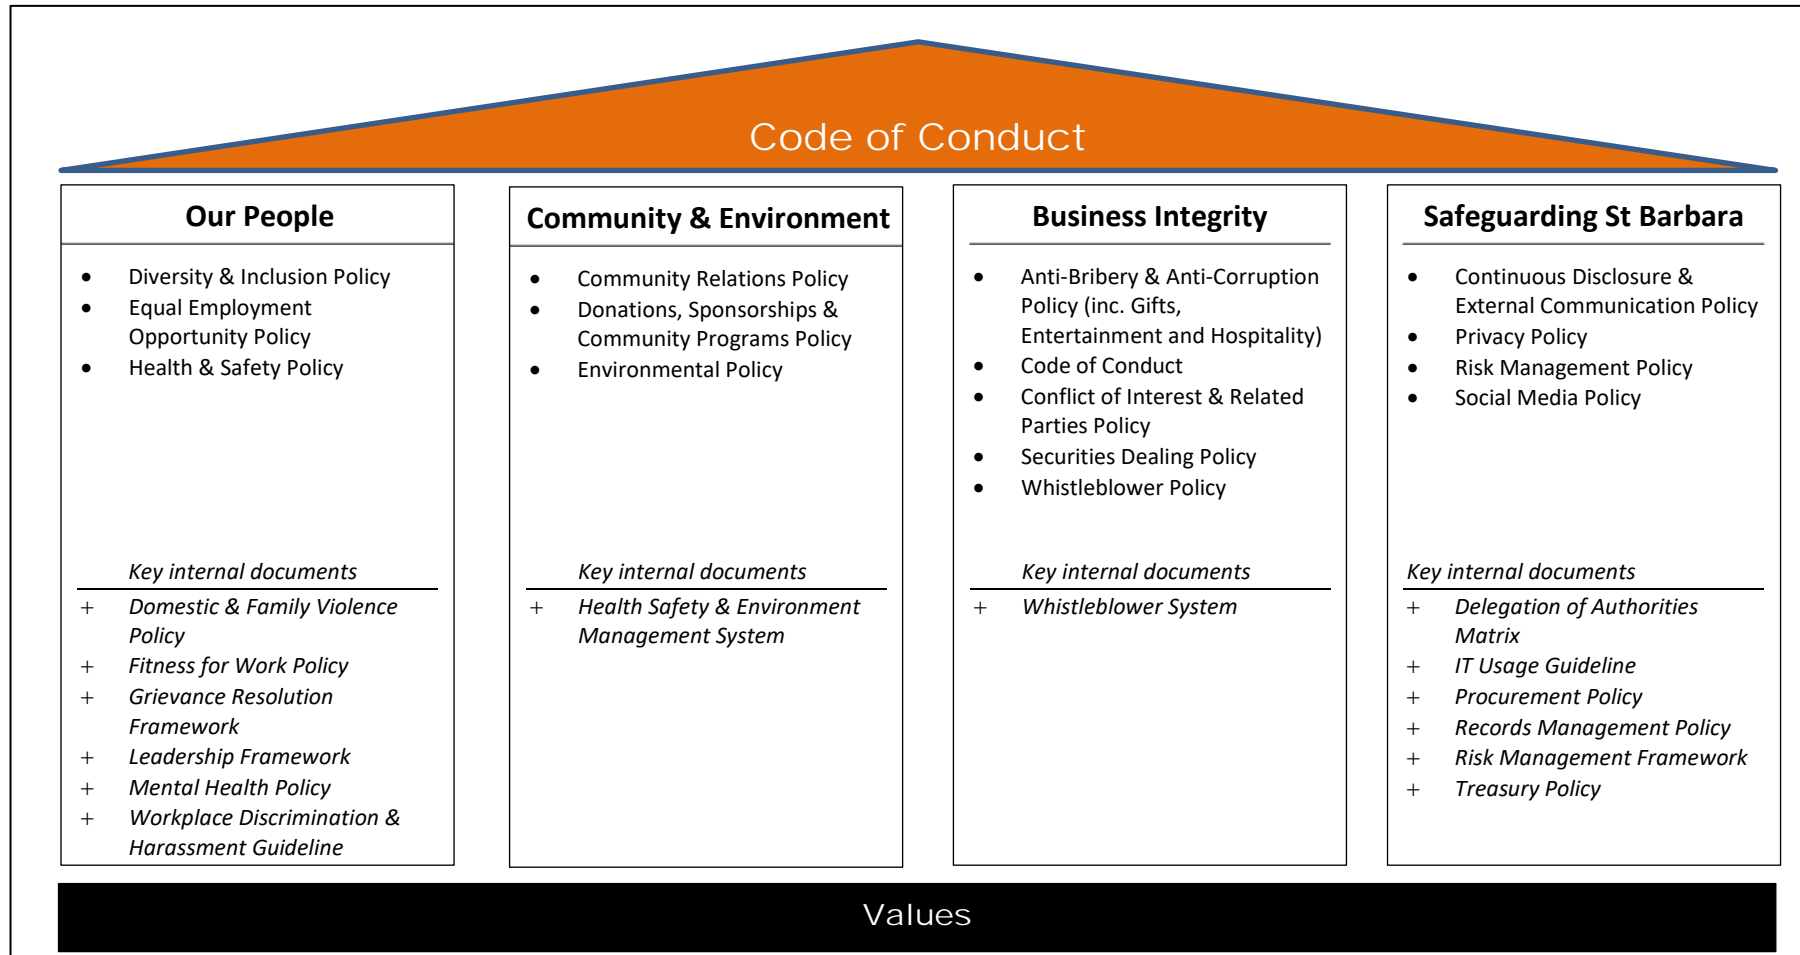 Code of Conduct
Our People
• Diversity & Inclusion Policy
• Equal Employment
Opportunity Policy
• Health & Safety Policy
Key internal documents
+ Domestic & Family Violence
Policy
+ Fitness for Work Policy
+ Grievance Resolution
Framework
+ Leadership Framework
+ Mental Health Policy
+ Workplace Discrimination &
Harassment Guideline
Community & Environment
• Community Relations Policy
• Donations, Sponsorships &
Community Programs Policy
• Environmental Policy
Key internal documents
+ Health Safety & Environment
Management System
Business Integrity
• Anti-Bribery & Anti-Corruption
Policy (inc. Gifts,
Entertainment and Hospitality)
• Code of Conduct
• Conflict of Interest & Related
Parties Policy
• Securities Dealing Policy
• Whistleblower Policy
Key internal documents
+ Whistleblower System
Safeguarding St Barbara
• Continuous Disclosure &
External Communication Policy
• Privacy Policy
• Risk Management Policy
• Social Media Policy
Key internal documents
+ Delegation of Authorities
Matrix
+ IT Usage Guideline
+ Procurement Policy
+ Records Management Policy
+ Risk Management Framework
+ Treasury Policy
Values